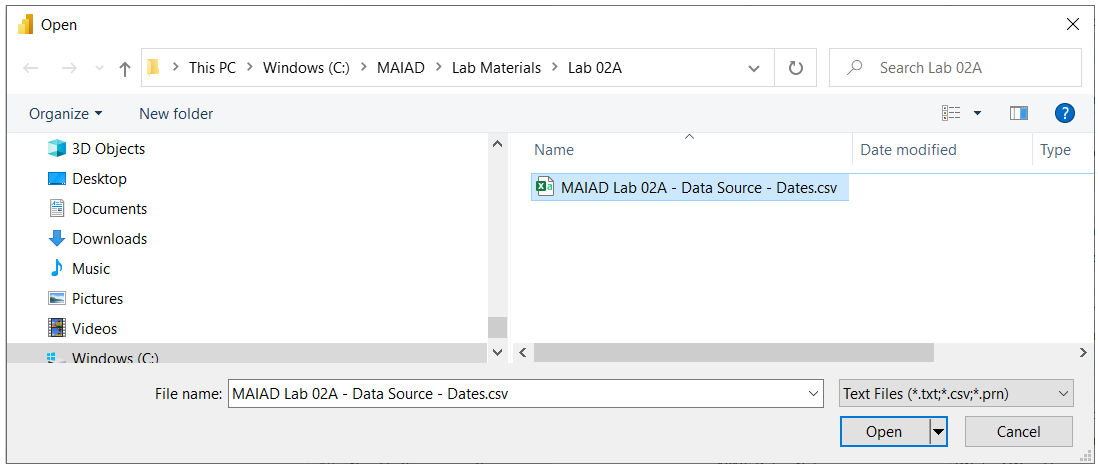 Open
This PC > Windows (C:) > MAIAD > Lab Materials > Lab 02A
Search Lab 02A
Organize
New folder
?
3D Objects
Desktop
Documents
Downloads
Music
Pictures
Videos
Windows (C:)
Name Date modified Type
MAIAD Lab 02A - Data Source - Dates.csv
File name: MAIAD Lab 02A - Data Source - Dates.csv
Text Files (*.txt;*.csv;*.prn)
Open Cancel